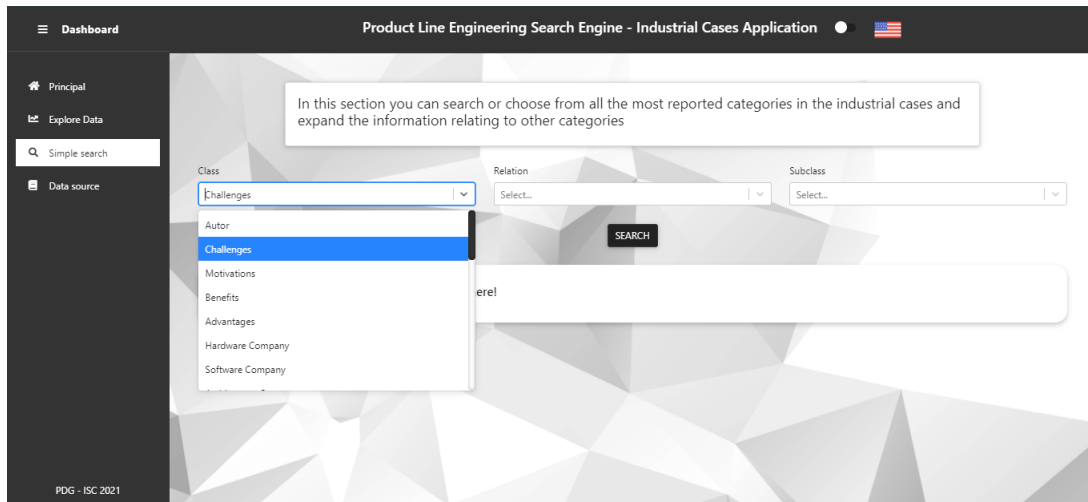 Dashboard
Product Line Engineering Search Engine - Industrial Cases Application
Principal
Explore Data
Simple search
Data source
In this section you can search or choose from all the most reported categories in the industrial cases and
expand the information relating to other categories
Class
Relation
Subclass
Challenges
Select...
Select...
SEARCH
Autor
Challenges
Motivations
Benefits
Advantages
Hardware Company
Software Company
ere!
PDG - ISC 2021